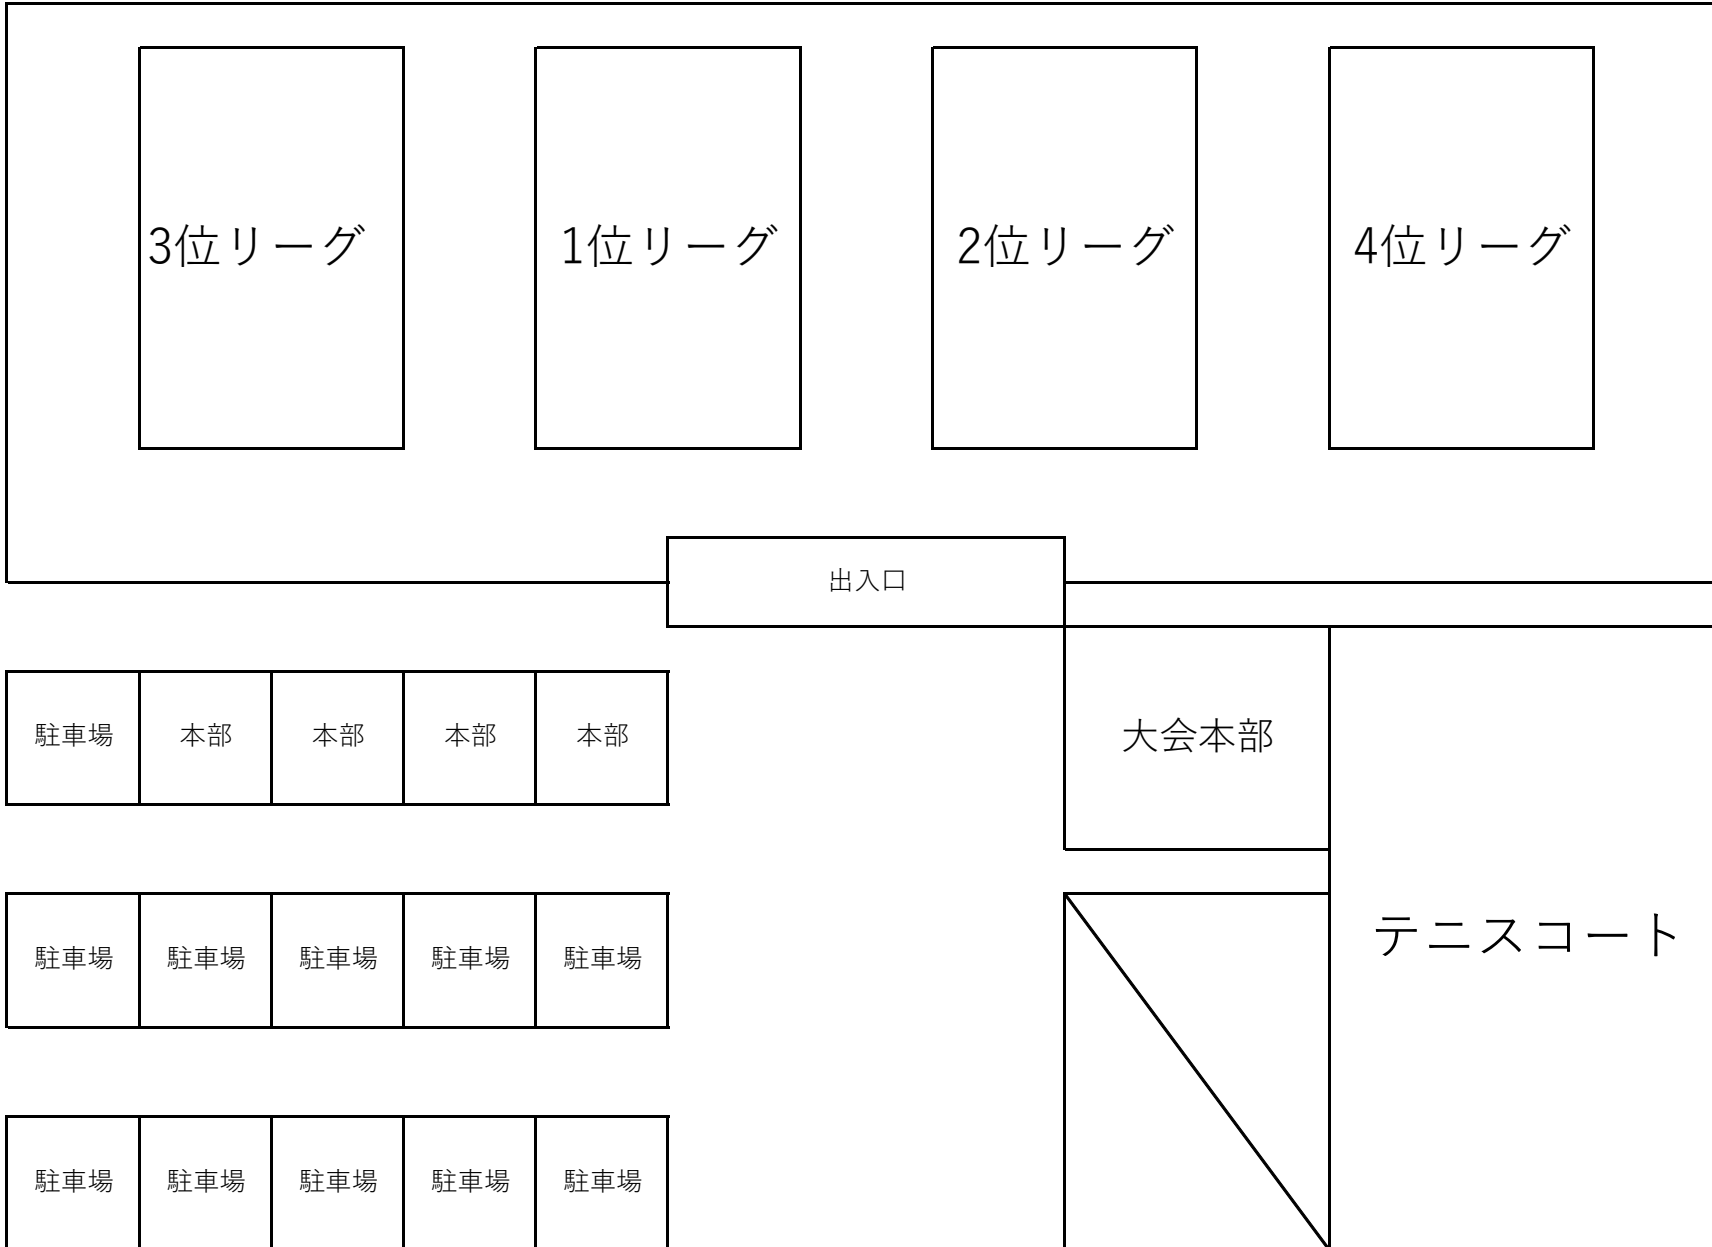 3位リーグ
1位リーグ
2位リーグ
4位リーグ
出入口
駐車場
本部
本部
本部
本部
大会本部
テニスコート
駐車場
駐車場
駐車場
駐車場
駐車場
駐車場
駐車場
駐車場
駐車場
駐車場